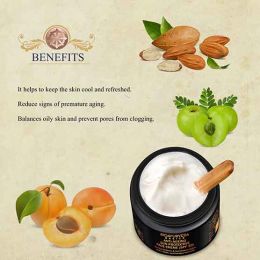 BENEFITS
It helps to keep the skin cool and refreshed.
Reduce signs of premature aging.
Balances oily skin and prevent pores from clogging.